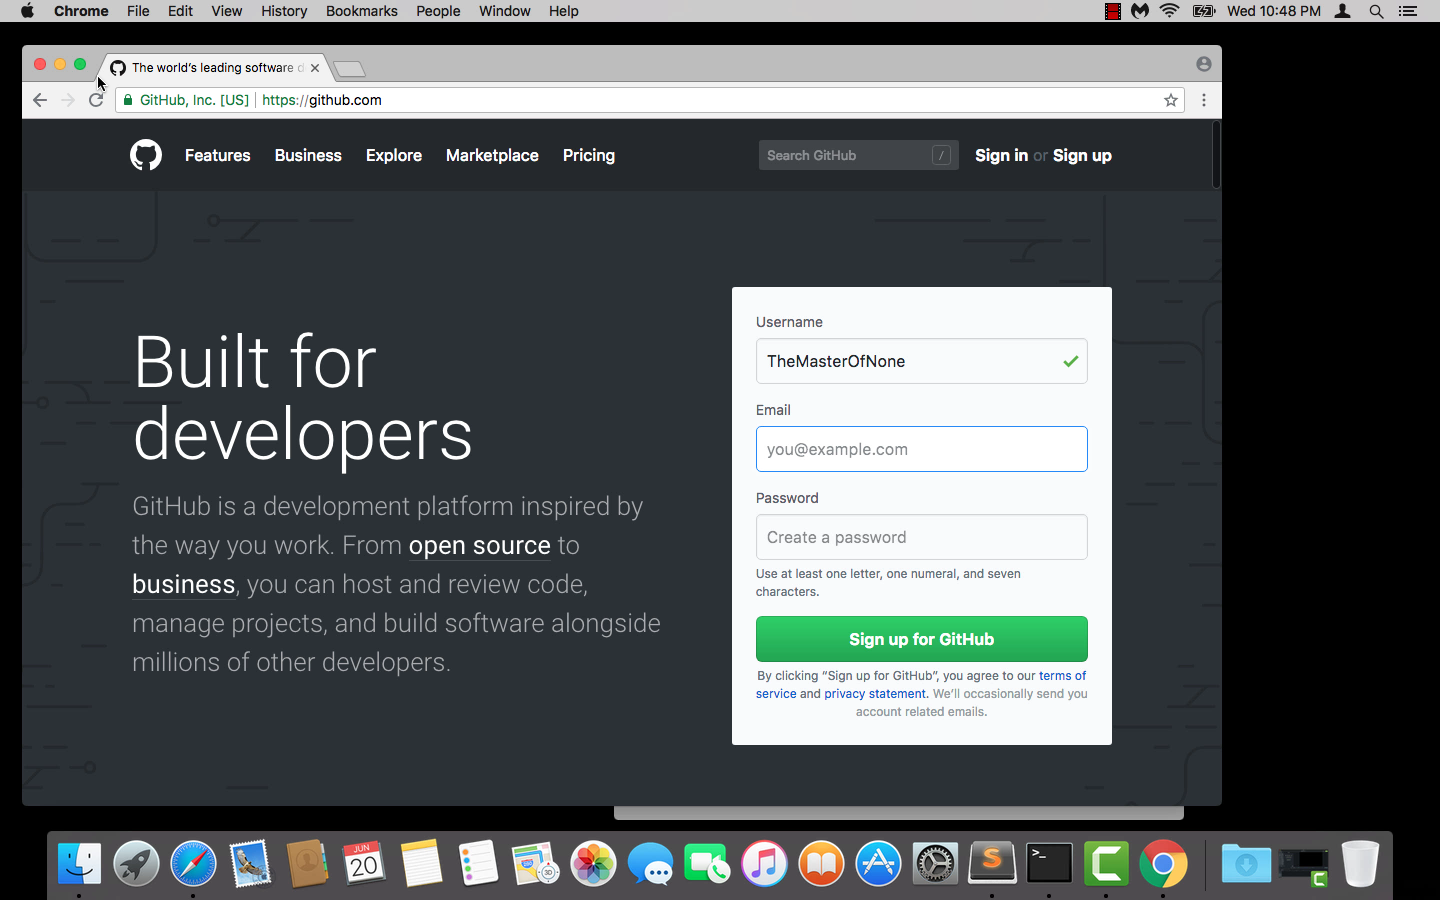 Chrome File Edit View History Bookmarks People Window Help
Wed 10:48 PM
The world's leading software d
GitHub, Inc. [US] https://github.com
Features Business Explore Marketplace Pricing
Search GitHub /
Sign in or Sign up
Built for
developers
GitHub is a development platform inspired by
the way you work. From open source to
business, you can host and review code,
manage projects, and build software alongside
millions of other developers.
Username
TheMasterOfNone
Email
you@example.com
Password
Create a password
Use at least one letter, one numeral, and seven
characters.
Sign up for GitHub
By clicking “Sign up for GitHub”, you agree to our terms of
service and privacy statement. We’ll occasionally send you
account related emails.
JUN
20
280
3D
S
>_
C